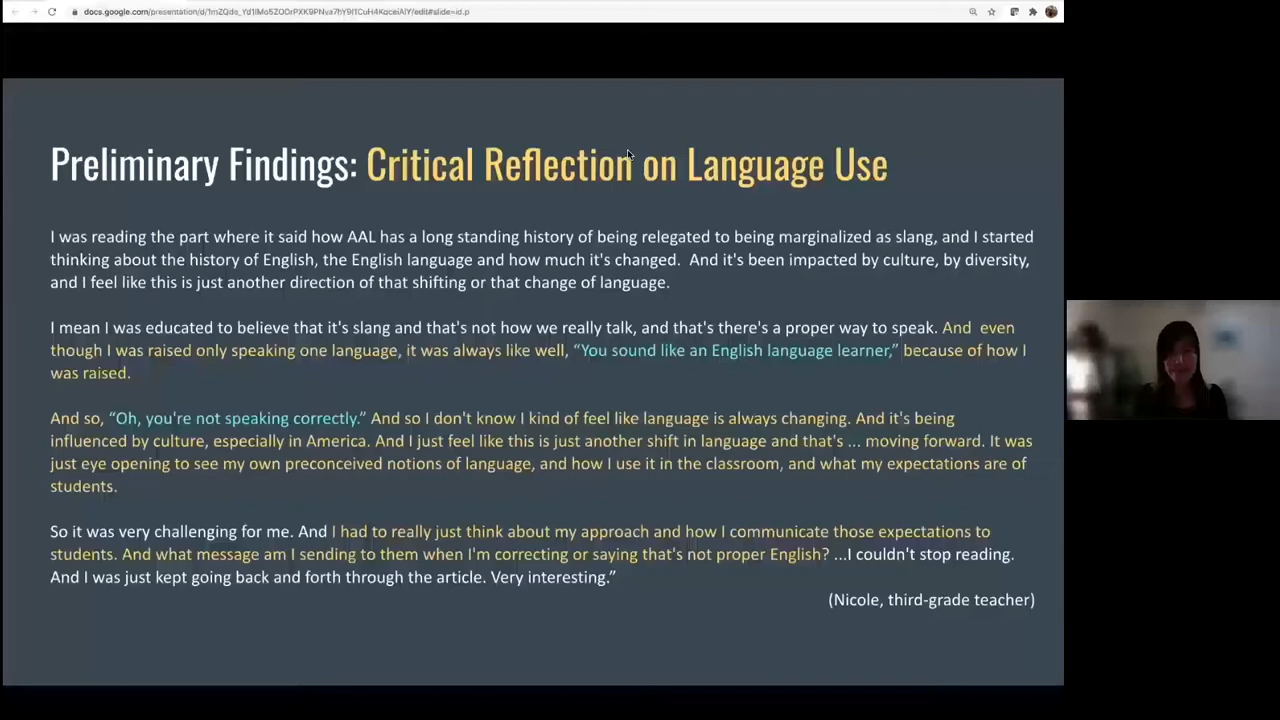 Preliminary Findings: Critical Reflection on Language Use
I was reading the part where it said how AAL has a long standing history of being relegated to being marginalized as slang, and I started
thinking about the history of English, the English language and how much it's changed. And it's been impacted by culture, by diversity,
and I feel like this is just another direction of that shifting or that change of language.
I mean I was educated to believe that it's slang and that's not how we really talk, and that's there's a proper way to speak. And even
though I was raised only speaking one language, it was always like well, “You sound like an English language learner,” because of how I
was raised.
And so, “Oh, you're not speaking correctly.” And so I don't know I kind of feel like language is always changing. And it's being
influenced by culture, especially in America. And I just feel like this is just another shift in language and that's ... moving forward. It was
just eye opening to see my own preconceived notions of language, and how I use it in the classroom, and what my expectations are of
students.
So it was very challenging for me. And I had to really just think about my approach and how I communicate those expectations to
students. And what message am I sending to them when I'm correcting or saying that's not proper English? ...I couldn't stop reading.
And I was just kept going back and forth through the article. Very interesting.”
(Nicole, third-grade teacher)